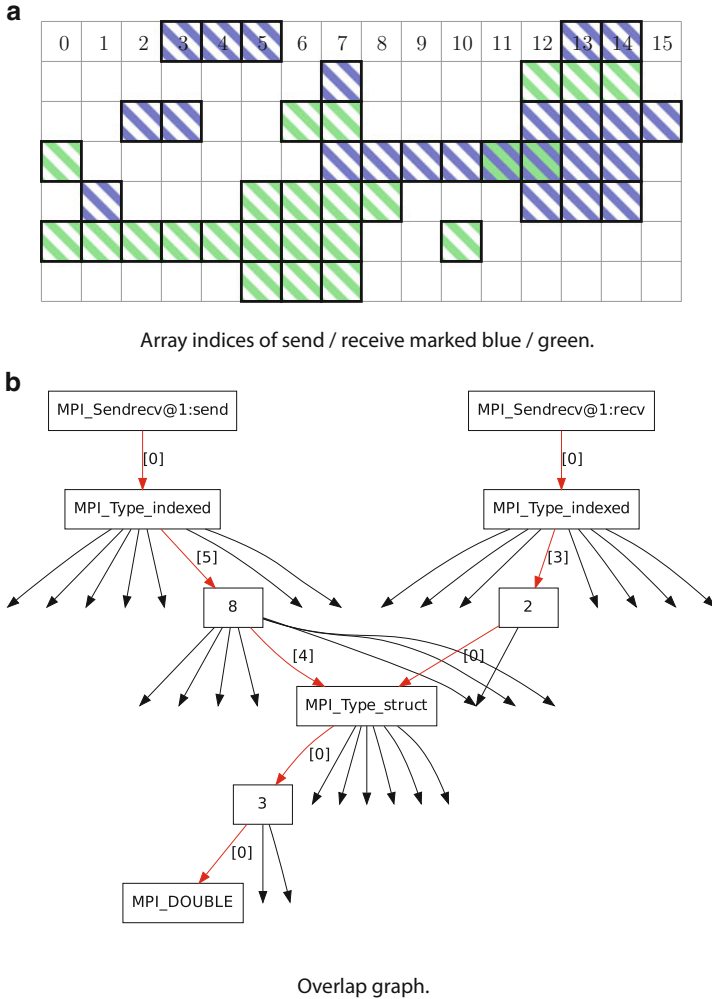 a
0 1 2 3 4 5 6 7 8 9 10 11 12 13 14 15
Array indices of send / receive marked blue / green.
b
MPI_Sendrecv@1:send MPI_Sendrecv@1:recv
[0] [0]
MPI_Type_indexed MPI_Type_indexed
[5] [3]
8 2
[4] [0]
MPI_Type_struct
[0]
3
[0]
MPI_DOUBLE
Overlap graph.